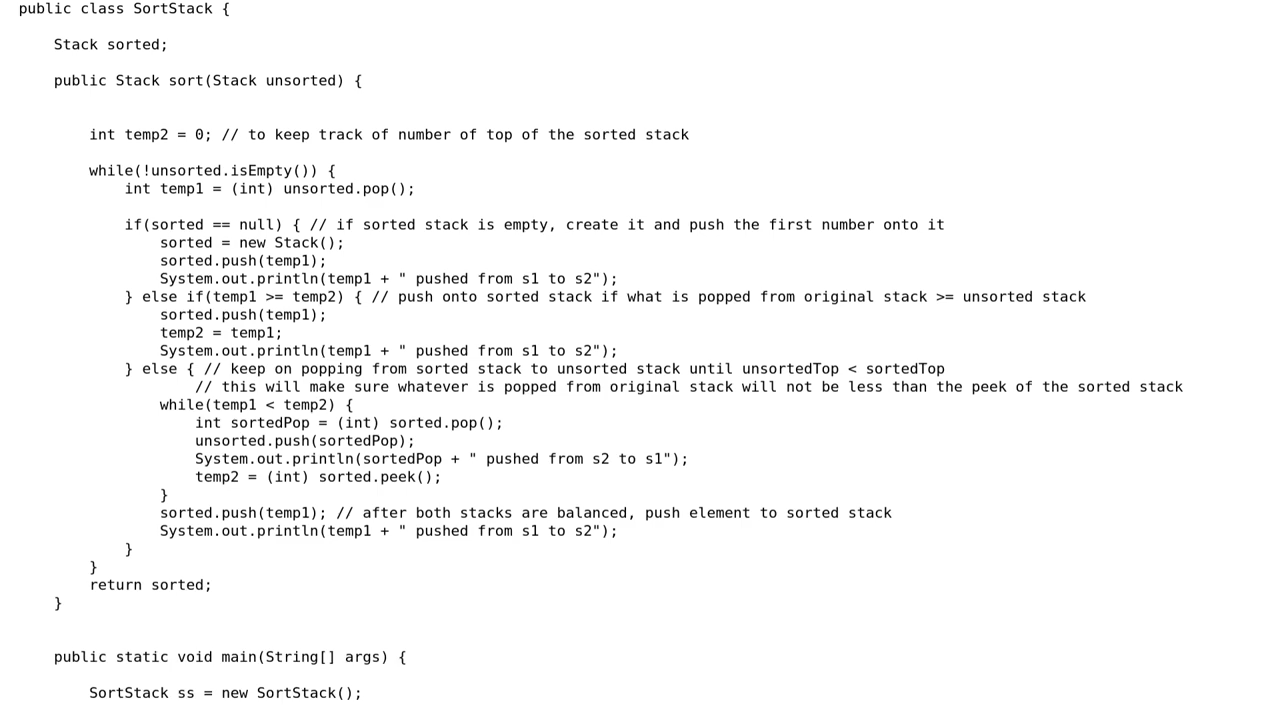 public class SortStack {
Stack sorted;
public Stack sort(Stack unsorted) {
int temp2 = 0; // to keep track of number of top of the sorted stack
while(!unsorted.isEmpty()) {
int temp1 = (int) unsorted.pop();
if(sorted == null) { // if sorted stack is empty, create it and push the first number onto it
sorted = new Stack();
sorted.push(temp1);
System.out.println(temp1 + " pushed from s1 to s2");
} else if(temp1 >= temp2) { // push onto sorted stack if what is popped from original stack >= unsorted stack
sorted.push(temp1);
temp2 = temp1;
System.out.println(temp1 + " pushed from s1 to s2");
} else { // keep on popping from sorted stack to unsorted stack until unsortedTop < sortedTop
// this will make sure whatever is popped from original stack will not be less than the peek of the sorted stack
while(temp1 < temp2) {
int sortedPop = (int) sorted.pop();
unsorted.push(sortedPop);
System.out.println(sortedPop + " pushed from s2 to s1");
temp2 = (int) sorted.peek();
}
sorted.push(temp1); // after both stacks are balanced, push element to sorted stack
System.out.println(temp1 + " pushed from s1 to s2");
}
}
return sorted;
}
public static void main(String[] args) {
SortStack ss = new SortStack();